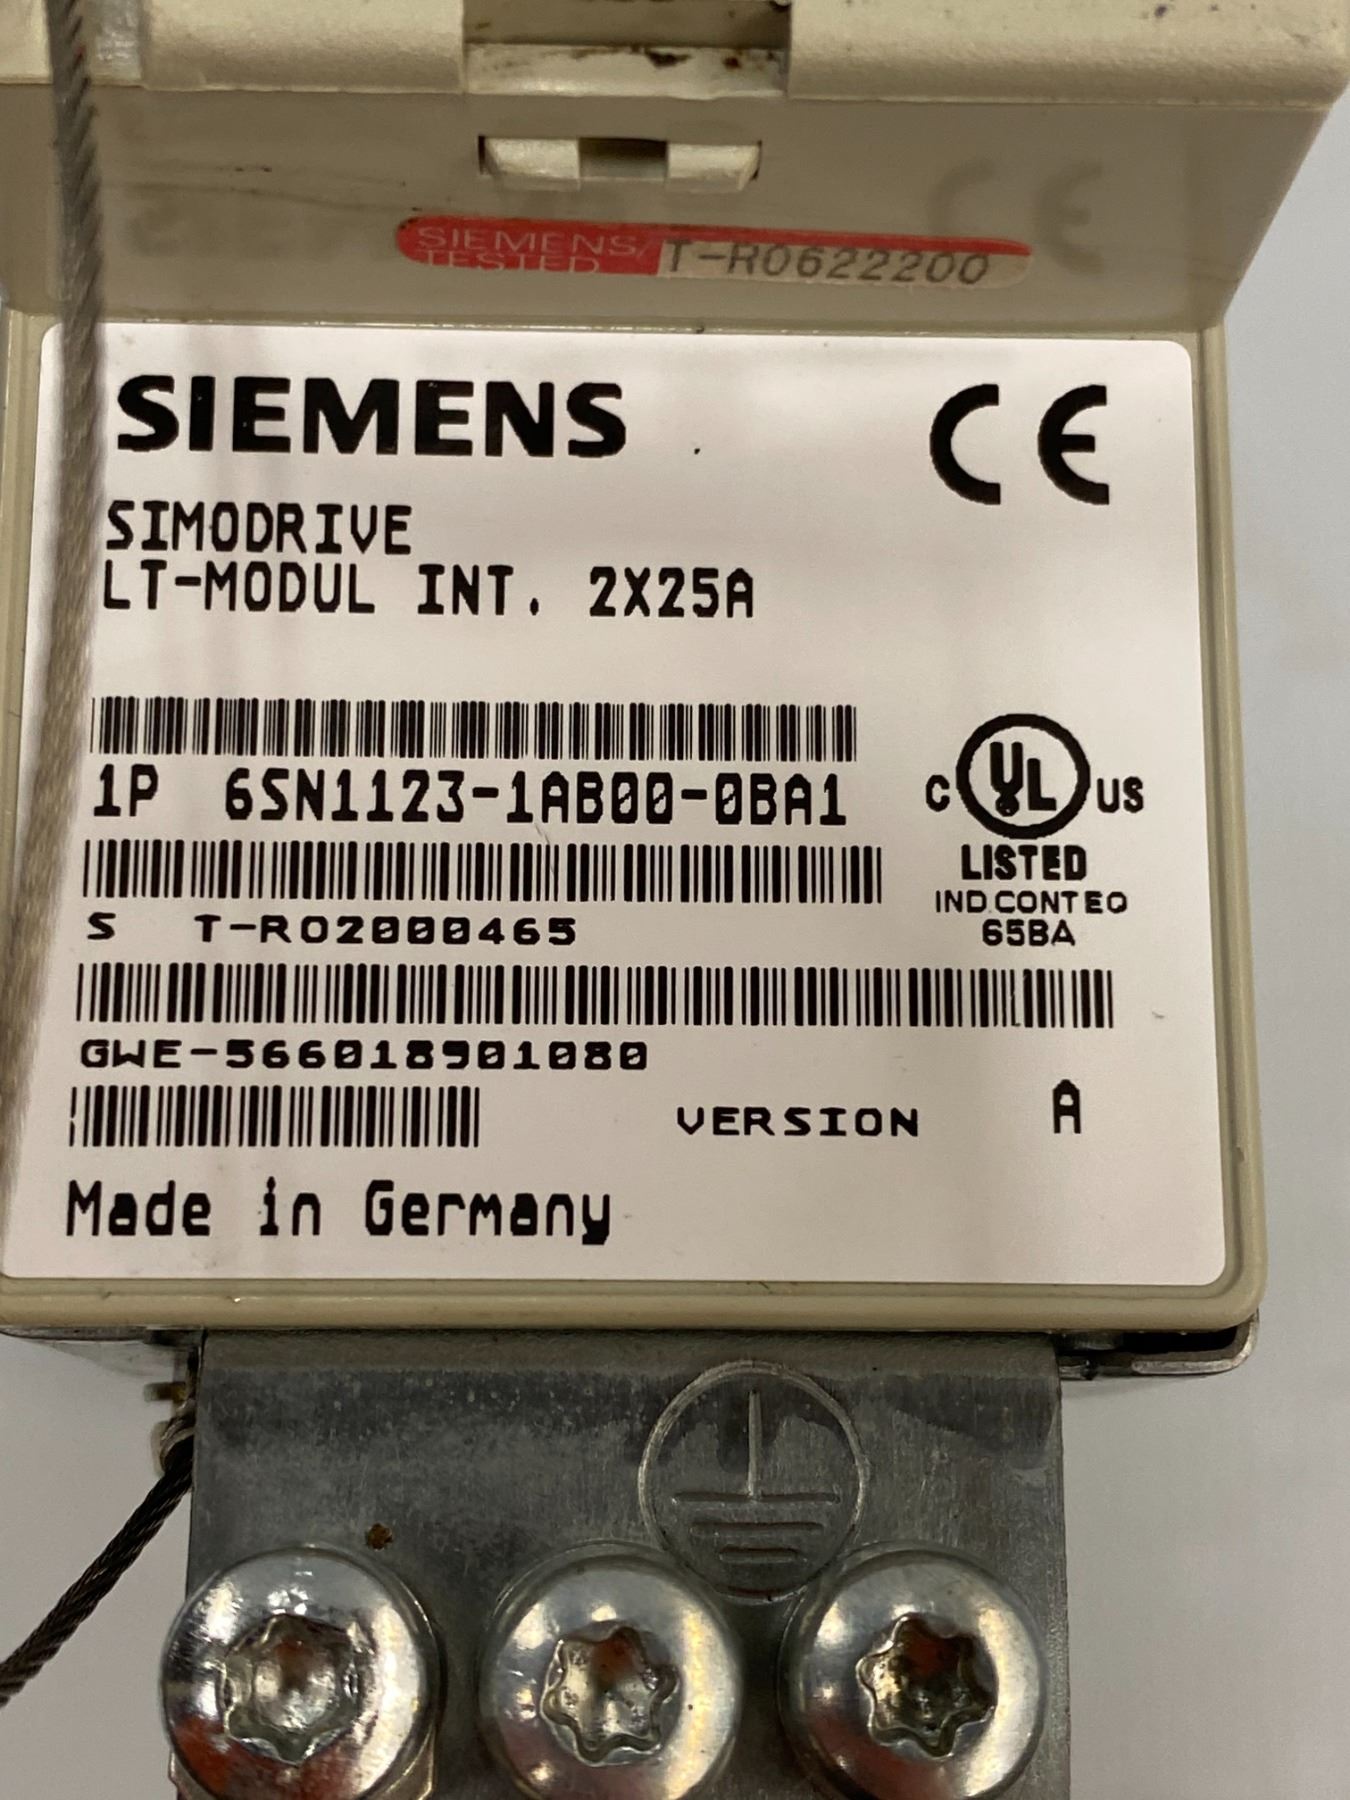 SIEMENS/ T-R0622200
TESTED
SIEMENS CE
SIMODRIVE
LT-MODUL INT. 2X25A
1P 6SN1123-1AB00-0BA1
C UL US
LISTED
IND.CONT EQ
65BA
S T-R02000465
GWE-566018901080
VERSION A
Made in Germany